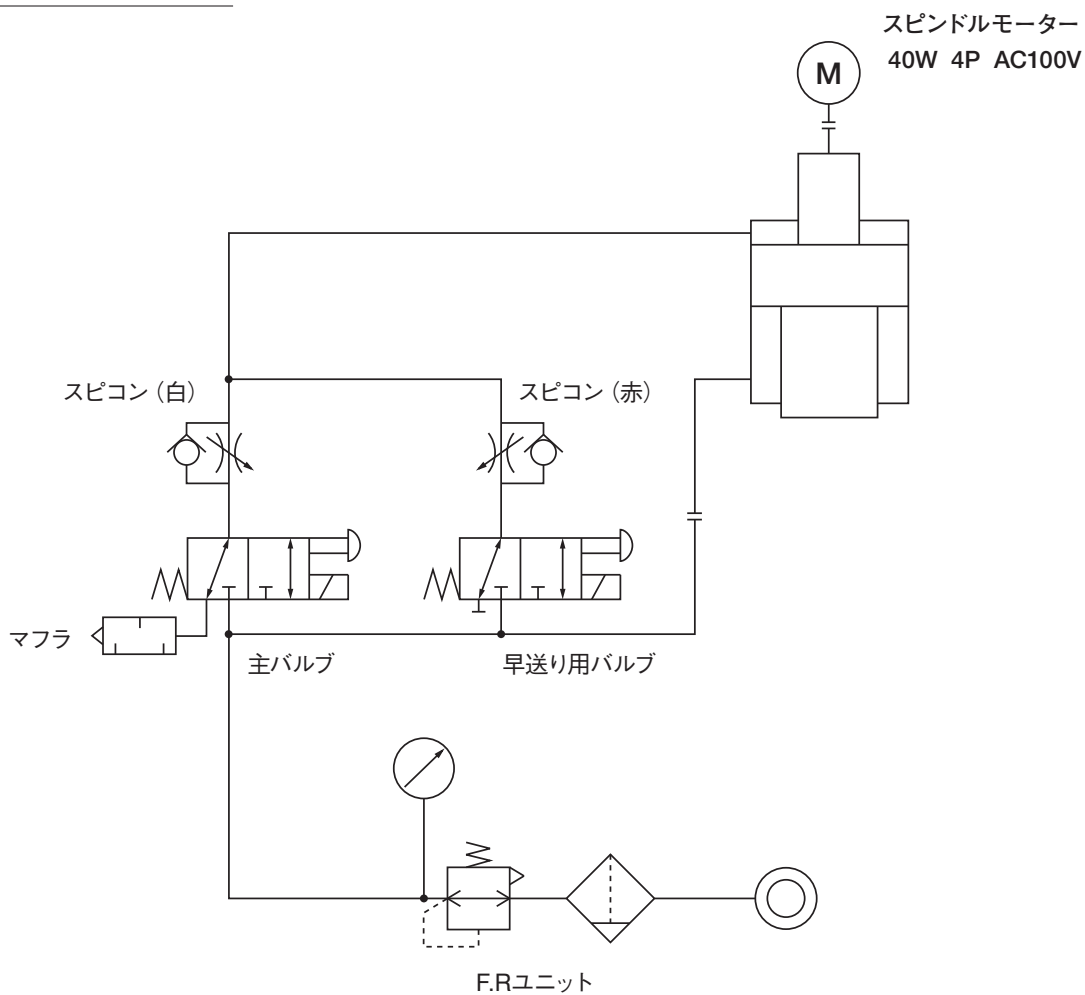 スピンドルモーター
40W 4P AC100V
M
スピコン（白）
スピコン（赤）
マフラ
主バルブ
早送り用バルブ
F.Rユニット